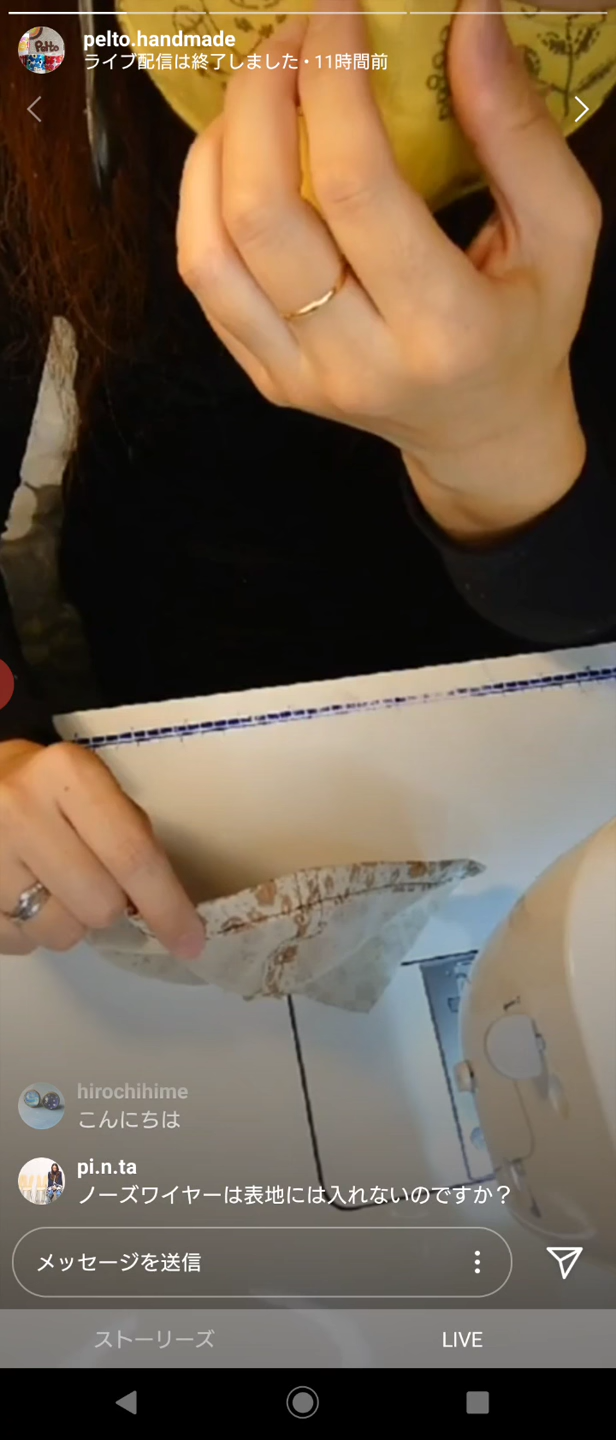 pelto.handmade
ライブ配信は終了しました・11時間前
hirochihime
こんにちは
pi.n.ta
ノーズワイヤーは表地には入れないのですか？
メッセージを送信
ストーリーズ
LIVE